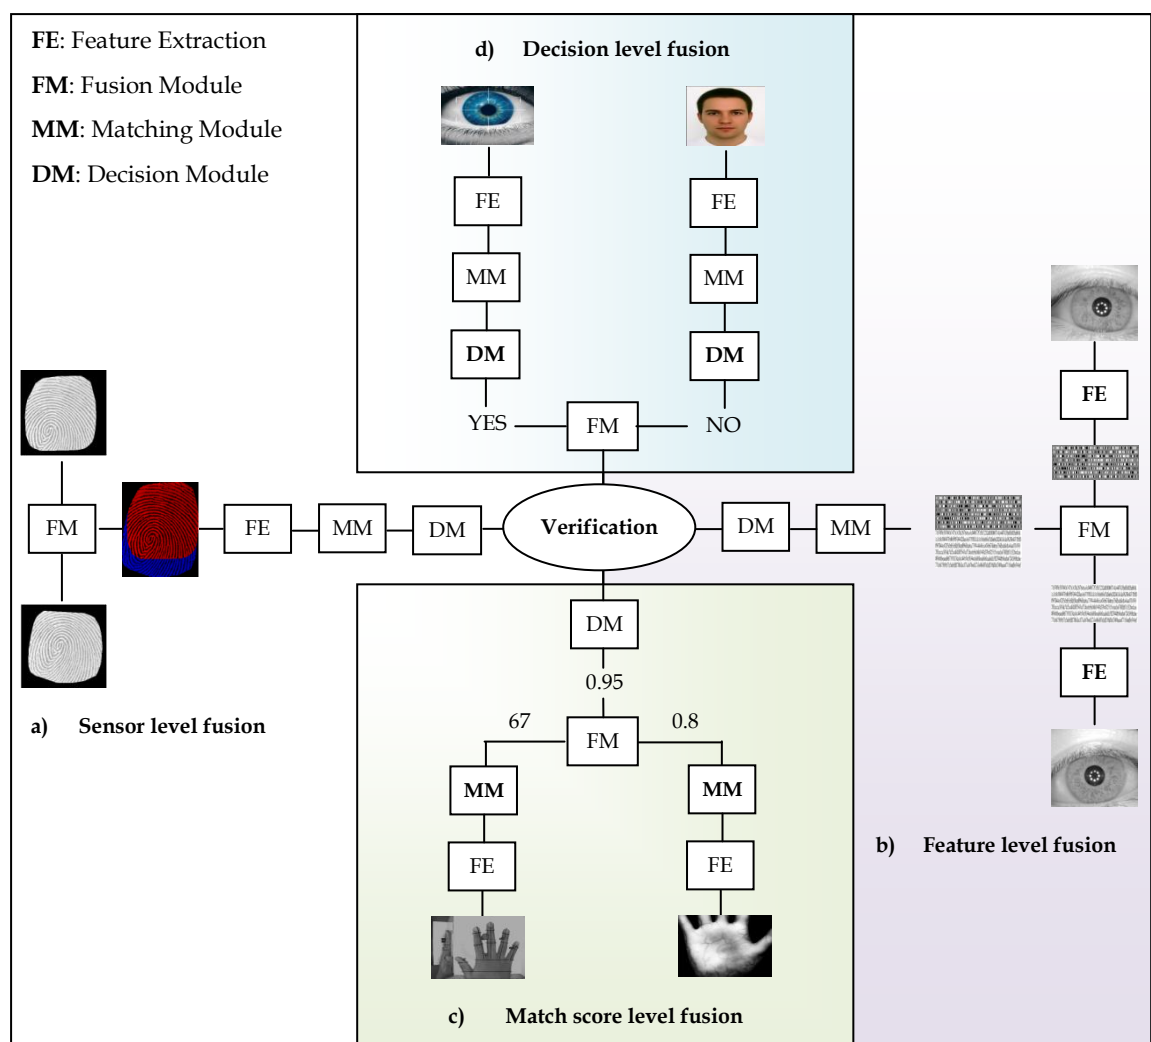 FE: Feature Extraction
FM: Fusion Module
MM: Matching Module
DM: Decision Module
d) Decision level fusion
FE
FE
MM
MM
DM
DM
YES
FM
NO
FE
FM
FE
MM
DM
Verification
DM
MM
FM
FE
DM
0.95
67
FM
0.8
MM
MM
FE
FE
a) Sensor level fusion
b) Feature level fusion
c) Match score level fusion